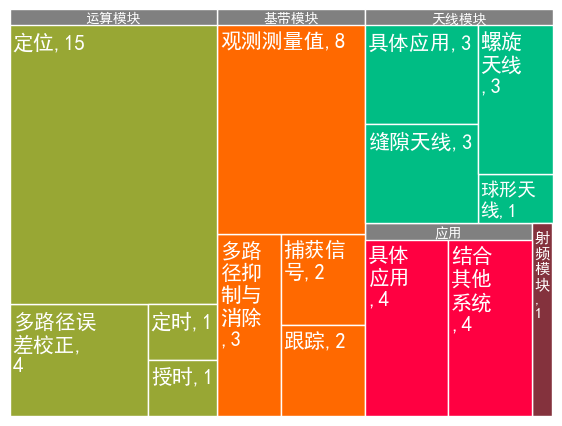 运算模块
定位,15
多路径误
差校正,
4
定时,1
授时,1
基带模块
观测测量值,8
多路
径抑
制与
消除
,3
捕获信
号,2
跟踪,2
天线模块
具体应用,3
缝隙天线,3
螺旋
天线
,3
球形天
线,1
应用
具体
应用
,4
结合
其他
系统
,4
射
频模
块,
1